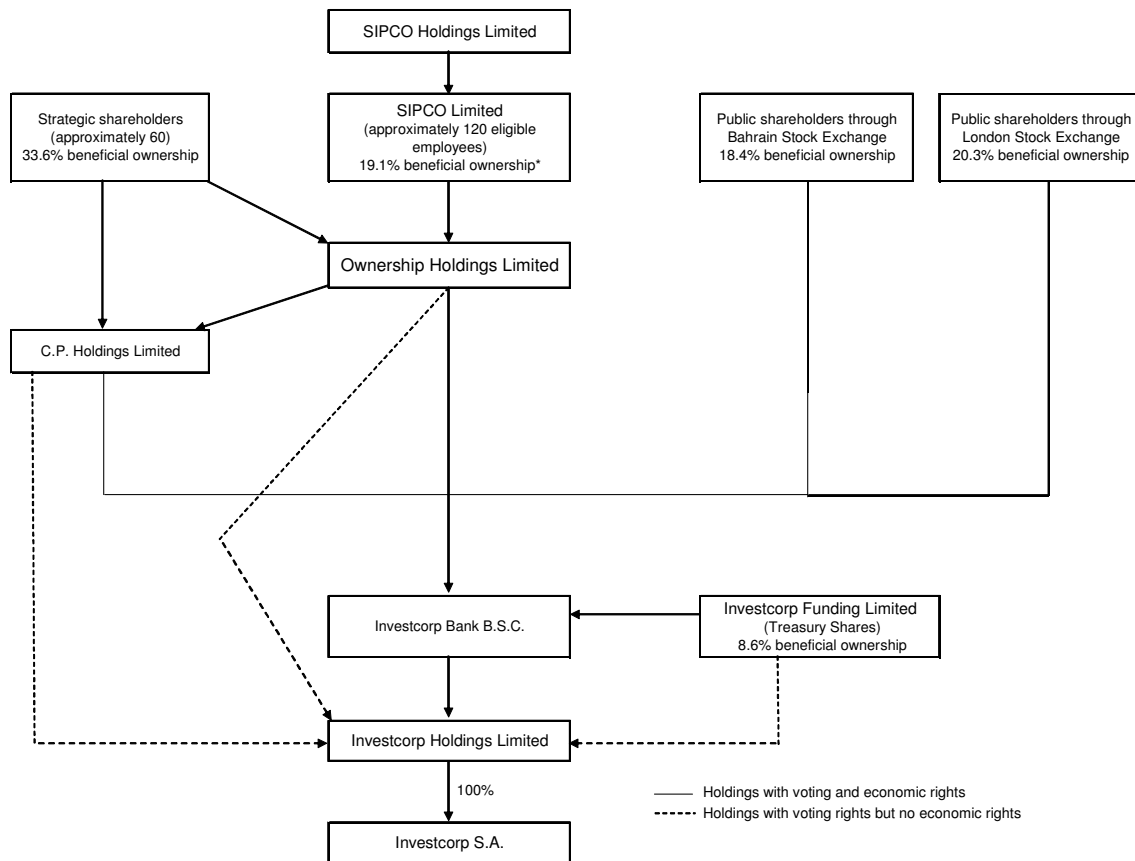 SIPCO Holdings Limited
Strategic shareholders
(approximately 60)
33.6% beneficial ownership
SIPCO Limited
(approximately 120 eligible
employees)
19.1% beneficial ownership*
Public shareholders through
Bahrain Stock Exchange
18.4% beneficial ownership
Public shareholders through
London Stock Exchange
20.3% beneficial ownership
Ownership Holdings Limited
C.P. Holdings Limited
Investcorp Bank B.S.C.
Investcorp Funding Limited
(Treasury Shares)
8.6% beneficial ownership
Investcorp Holdings Limited
100%
Investcorp S.A.
Holdings with voting and economic rights
Holdings with voting rights but no economic rights